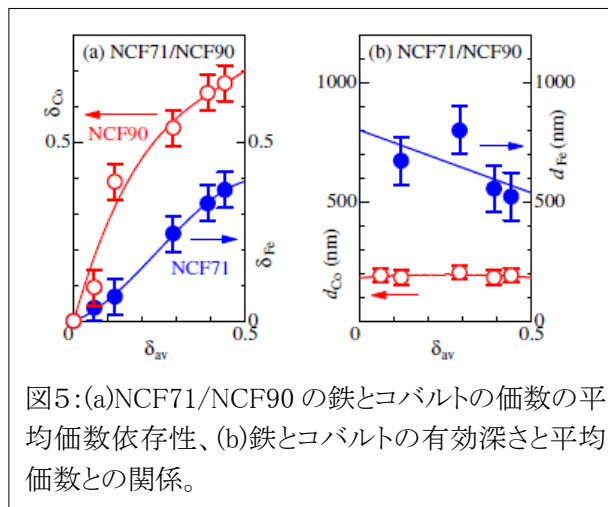 (a) NCF71/NCF90
δCo
0.5
0
NCF90
NCF71
0.5
0
δFe
0
0.5
δav
(b) NCF71/NCF90
1000
500
0
dCo (nm)
1000
500
0
dFe (nm)
0
0.5
δav
図5:(a)NCF71/NCF90 の鉄とコバルトの価数の平
均価数依存性、(b)鉄とコバルトの有効深さと平均
価数との関係。